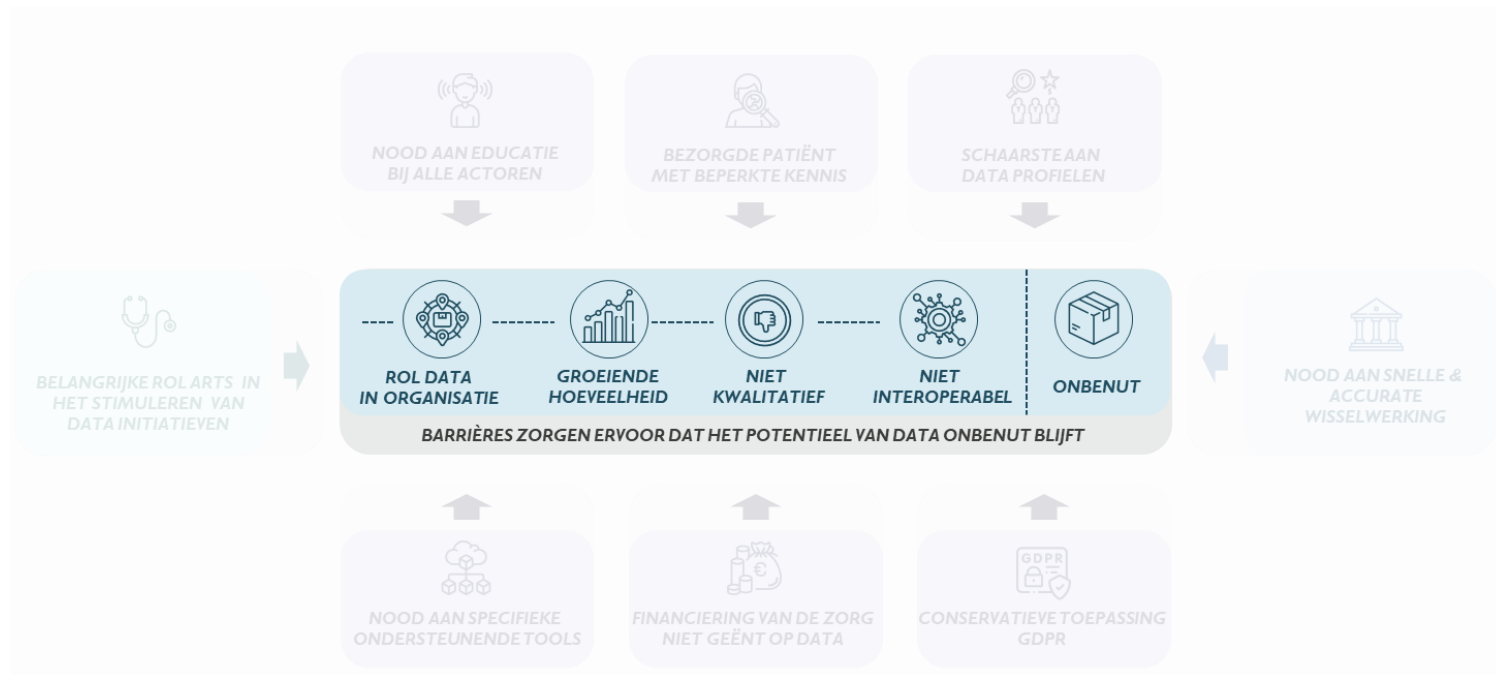 NOOD AAN EDUCATIE
BIJ ALLE ACTOREN
BEZORGDE PATIËNT
MET BEPERKTE KENNIS
SCHAARSTE AAN
DATA PROFIELEN
BELANGRIJKE ROL ARTS IN
HET STIMULEREN VAN
DATA INITIATIEVEN
ROL DATA
IN ORGANISATIE
GROEIENDE
HOEVEELHEID
NIET
KWALITATIEF
NIET
INTEROPERABEL
ONBENUT
BARRIÈRES ZORGEN ERVOOR DAT HET POTENTIEEL VAN DATA ONBENUT BLIJFT
NOOD AAN SNELLE &
ACCURATE
WISSELWERKING
NOOD AAN SPECIFIEKE
ONDERSTEUNENDE TOOLS
€
FINANCIERING VAN DE ZORG
NIET GEËNT OP DATA
GDPR
CONSERVATIEVE TOEPASSING
GDPR